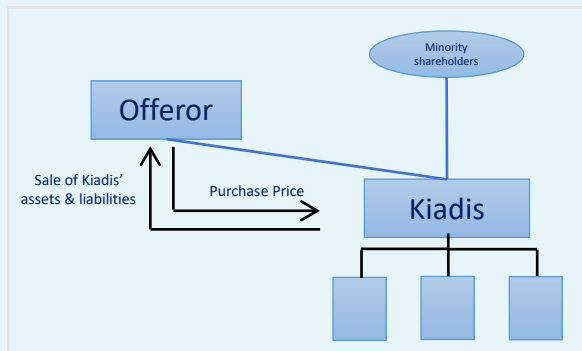 Minority
shareholders
Offeror
Sale of Kiadis’
assets & liabilities
Purchase Price
Kiadis